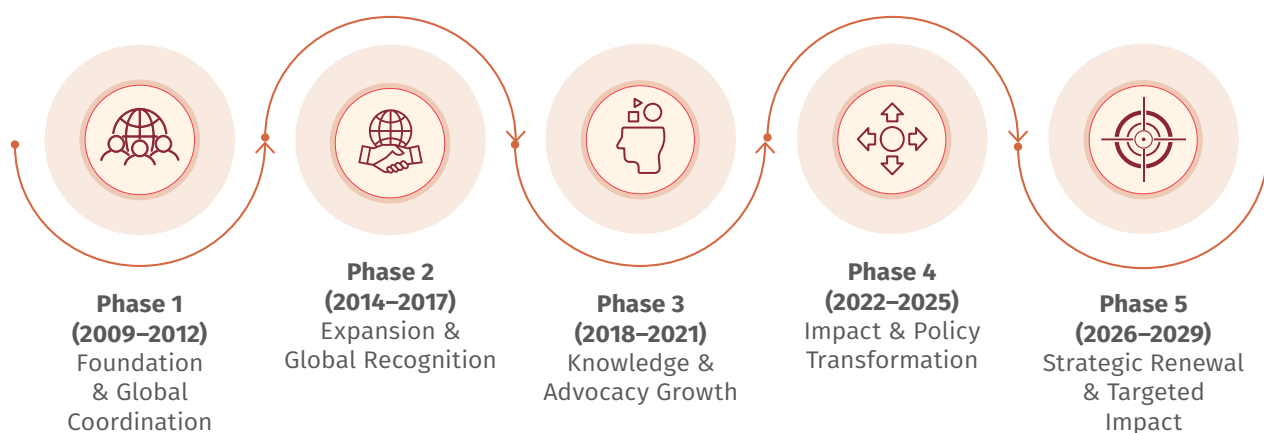 Phase 1
(2009–2012)
Foundation
& Global
Coordination
Phase 2
(2014–2017)
Expansion &
Global Recognition
Phase 3
(2018–2021)
Knowledge &
Advocacy Growth
Phase 4
(2022–2025)
Impact & Policy
Transformation
Phase 5
(2026–2029)
Strategic Renewal
& Targeted
Impact